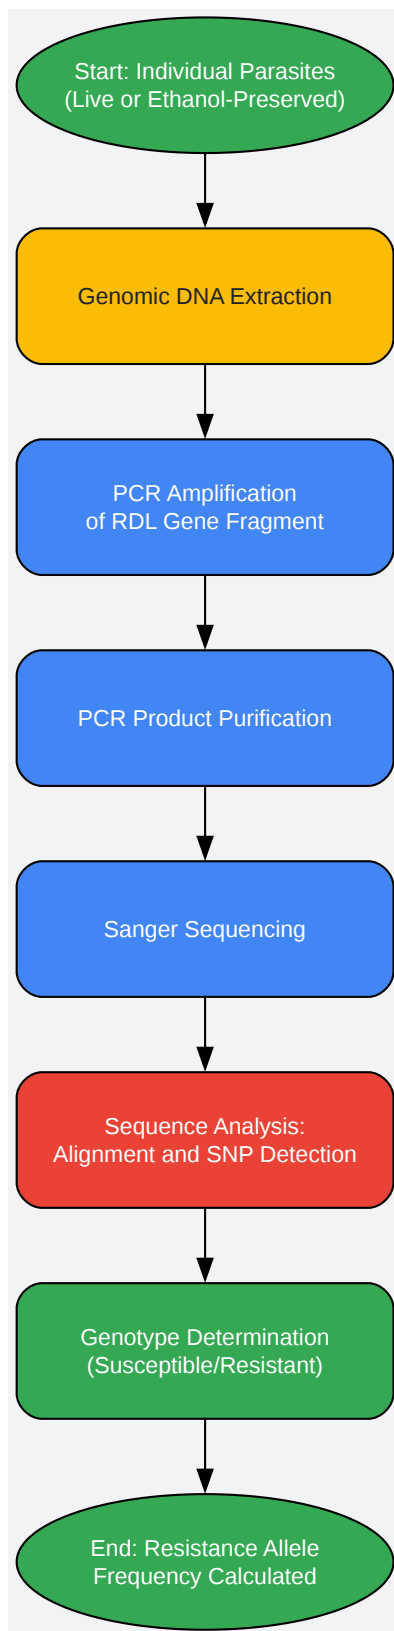 Start: Individual Parasites
(Live or Ethanol-Preserved)
Genomic DNA Extraction
PCR Amplification
of RDL Gene Fragment
PCR Product Purification
Sanger Sequencing
Sequence Analysis:
Alignment and SNP Detection
Genotype Determination
(Susceptible/Resistant)
End: Resistance Allele
Frequency Calculated